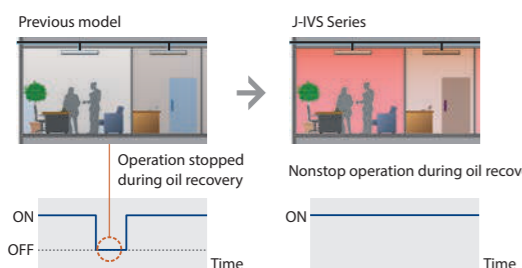 Previous model
J-IVS Series
Operation stopped
during oil recovery
Nonstop operation during oil recov
ON
OFF
Time
ON
Time